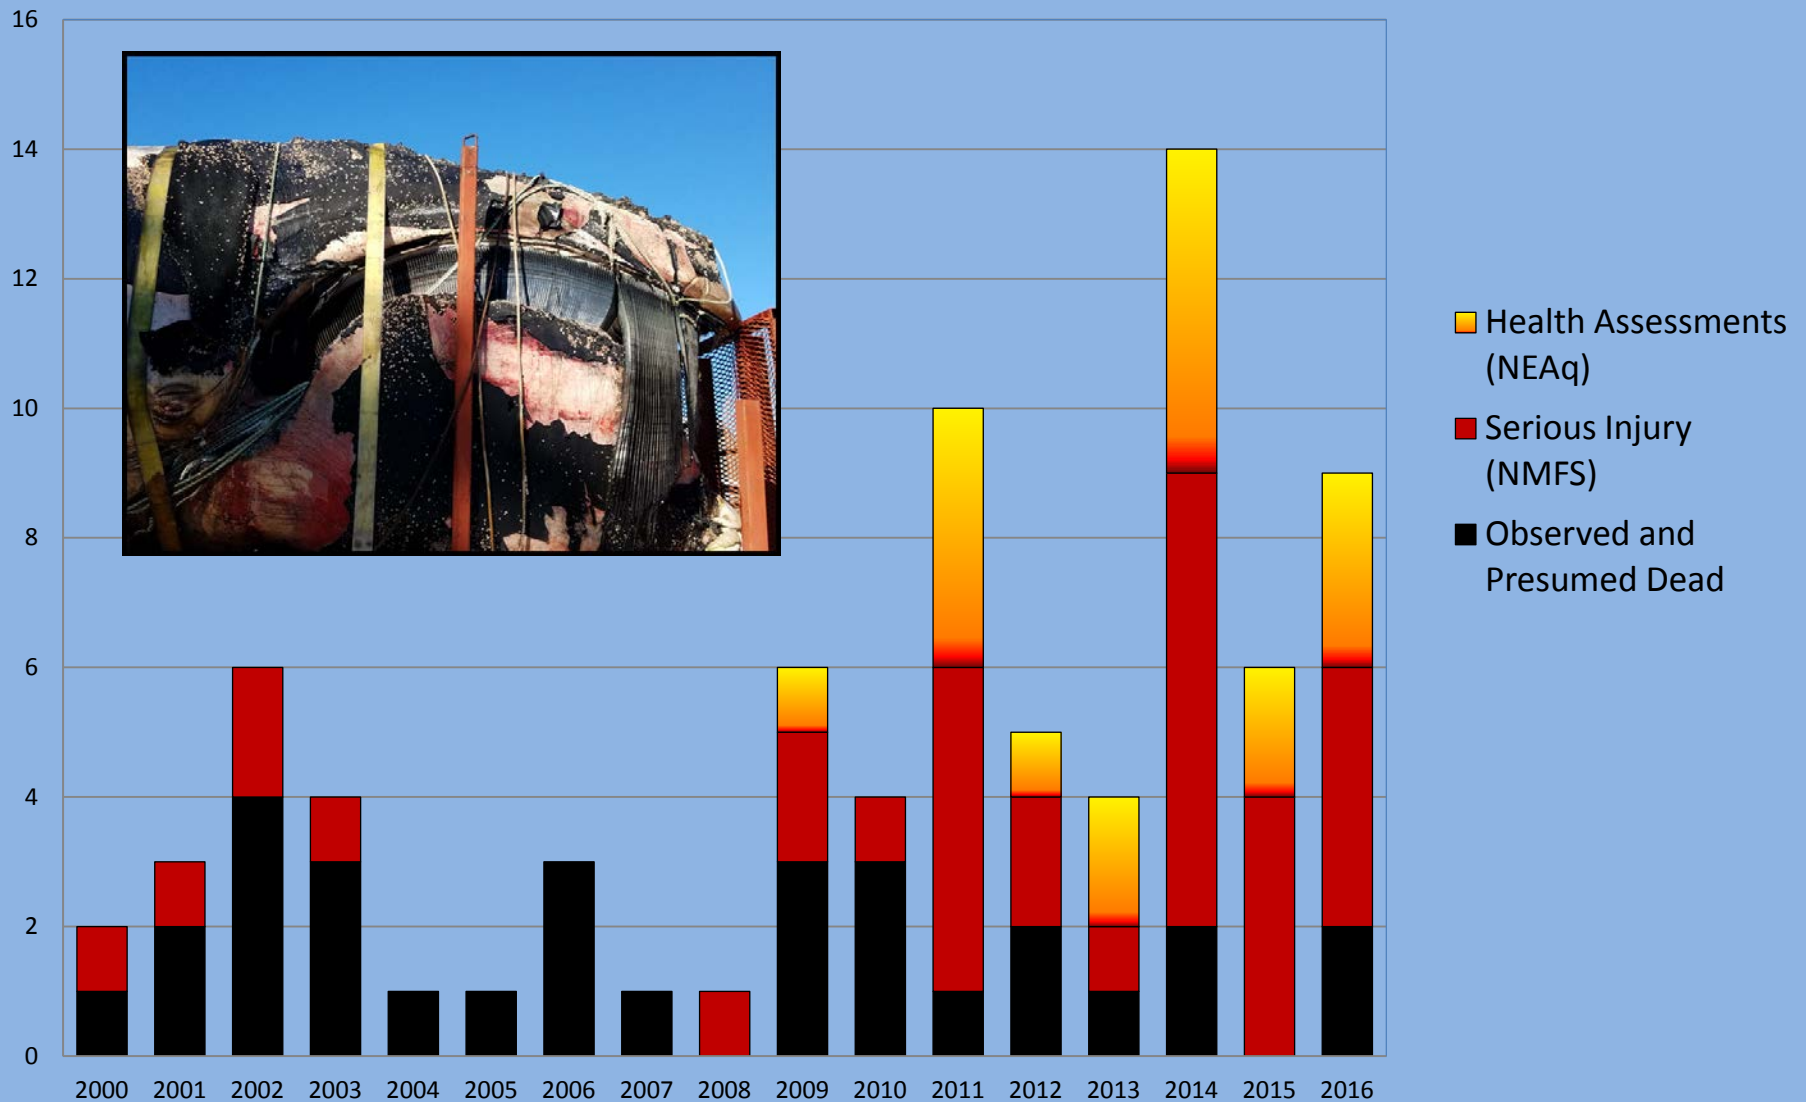 16
14
12
10
8
6
4
2
0
2000 2001 2002 2003 2004 2005 2006 2007 2008 2009 2010 2011 2012 2013 2014 2015 2016
Health Assessments
(NEAq)
Serious Injury
(NMFS)
Observed and
Presumed Dead